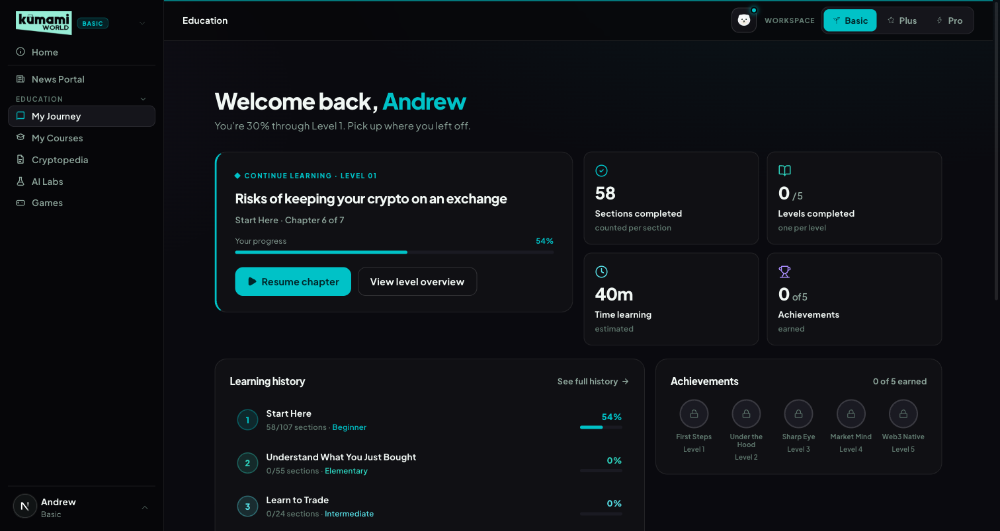 kumami
WORLD
BASIC
Home
News Portal
EDUCATION
My Journey
My Courses
Cryptopedia
AI Labs
Games
Andrew
Basic
Education
WORKSPACE
Basic
Plus
Pro
Welcome back, Andrew
You're 30% through Level 1. Pick up where you left off.
CONTINUE LEARNING · LEVEL 01
Risks of keeping your crypto on an exchange
Start Here · Chapter 6 of 7
Your progress
54%
Resume chapter
View level overview
58
Sections completed
counted per section
0 /5
Levels completed
one per level
40m
Time learning
estimated
0 of5
Achievements
earned
Learning history
See full history →
1
Start Here
58/107 sections · Beginner
54%
2
Understand What You Just Bought
0/55 sections · Elementary
0%
3
Learn to Trade
0/24 sections · Intermediate
0%
Achievements
0 of 5 earned
First Steps
Level 1
Under the
Hood
Level 2
Sharp Eye
Level 3
Market Mind
Level 4
Web3 Native
Level 5